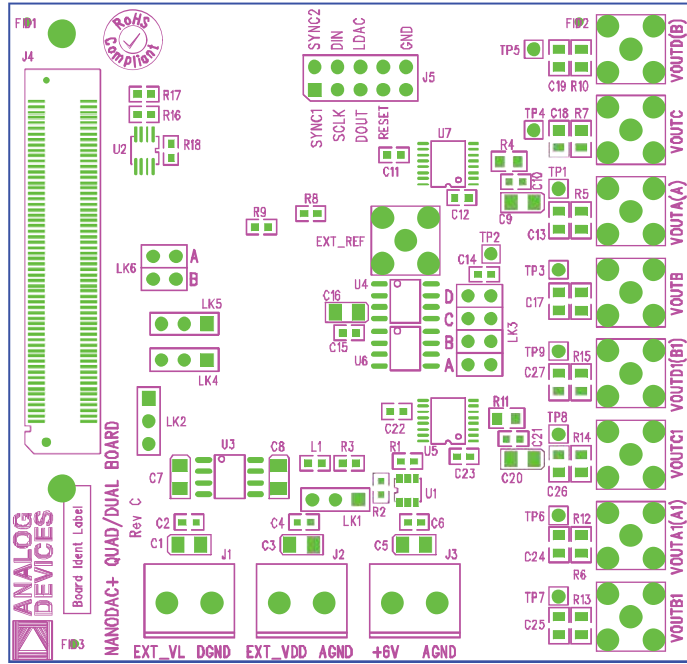 FID1
RoHS
Compliant
J4
R17
R16
U2
R18
SYNC2
DIN
LDAC
GND
J5
SYNC1
SCLK
DOUT
RESET
FID2
TP5
C19
R10
VOUTD(B)
TP4
C18
R7
VOUTC
U7
C11
C12
R4
C10
C9
TP1
R5
C13
VOUTA(A)
R8
R9
EXT_REF
TP2
C14
TP3
C17
VOUTB
LK6
A
B
LK5
LK4
C16
C15
U4
U6
D
C
B
A
LK3
TP9
R15
C27
VOUTD1(B1)
LK2
C22
U5
C23
R11
C21
C20
TP8
R14
C26
VOUTC1
C7
U3
C8
L1
R3
R1
R2
U1
LK1
C2
C1
C4
C3
C6
C5
TP6
R12
C24
R6
VOUTA1(A1)
TP7
R13
C25
VOUTB1
J1
J2
J3
EXT_VL
DGND
EXT_VDD
AGND
+6V
AGND
ANALOG
DEVICES
Board Ident Label
NANODAC+ QUAD/DUAL BOARD
Rev C
FID3